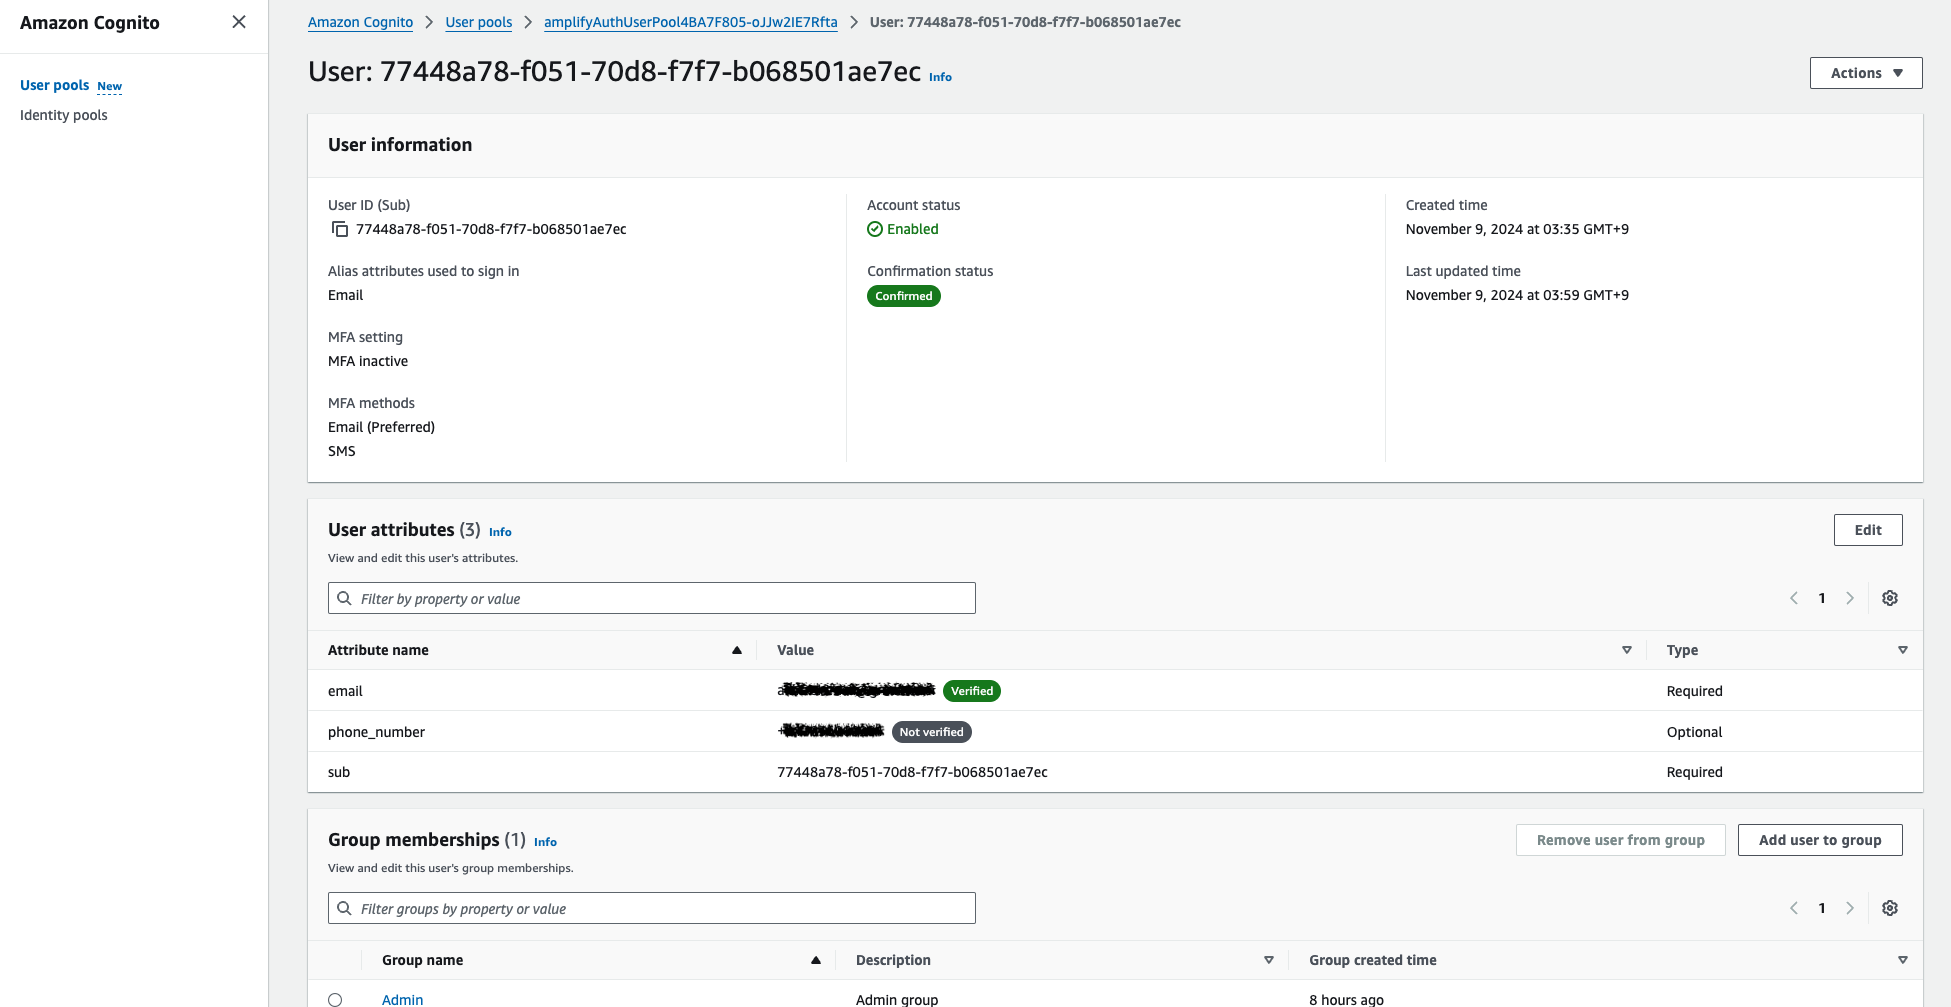 Amazon Cognito
User pools New
Identity pools
Amazon Cognito > User pools > amplifyAuthUserPool4BA7F805-oJJw2IE7Rfta > User: 77448a78-f051-70d8-f7f7-b068501ae7ec
User: 77448a78-f051-70d8-f7f7-b068501ae7ec Info
Actions
User information
User ID (Sub)
77448a78-f051-70d8-f7f7-b068501ae7ec
Alias attributes used to sign in
Email
MFA setting
MFA inactive
MFA methods
Email (Preferred)
SMS
Account status
Enabled
Confirmation status
Confirmed
Created time
November 9, 2024 at 03:35 GMT+9
Last updated time
November 9, 2024 at 03:59 GMT+9
User attributes (3) Info
Edit
View and edit this user's attributes.
Filter by property or value
1
Attribute name Value Type
email Verified Required
phone_number Not verified Optional
sub 77448a78-f051-70d8-f7f7-b068501ae7ec Required
Group memberships (1) Info
Remove user from group Add user to group
View and edit this user's group memberships.
Filter groups by property or value
1
Group name Description Group created time
Admin Admin group 8 hours ago